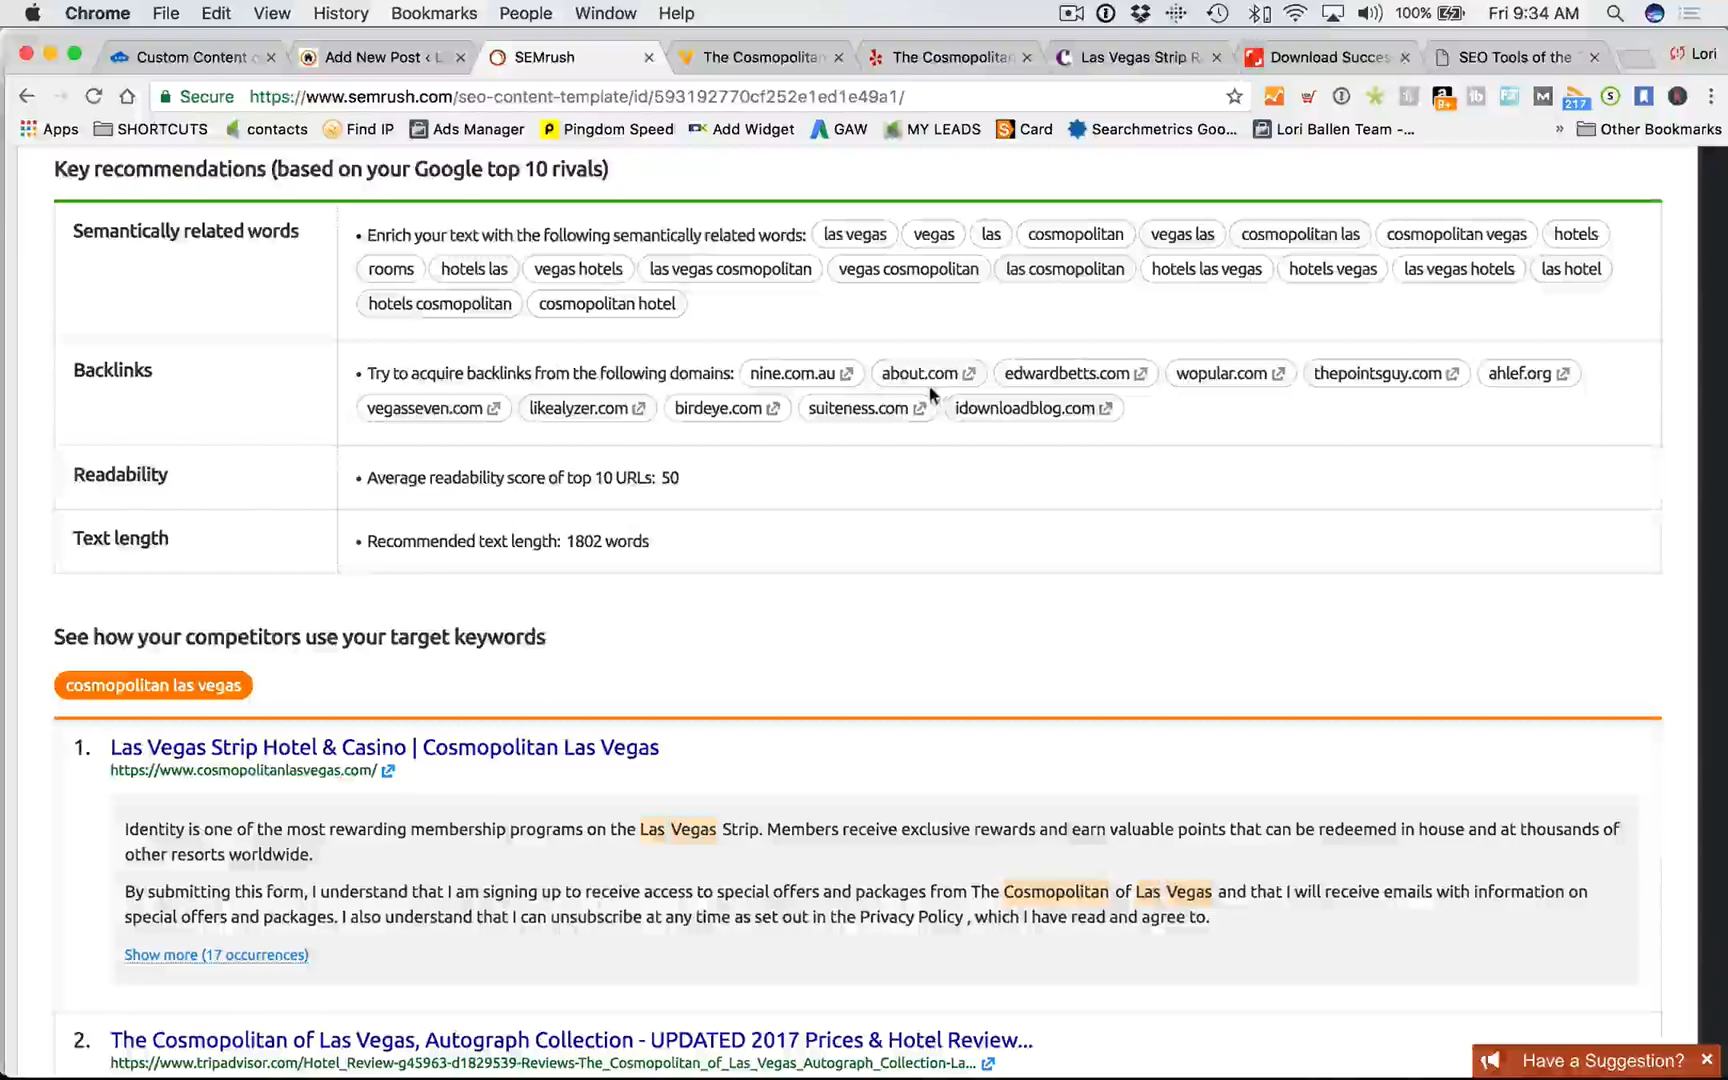 Chrome File Edit View History Bookmarks People Window Help 100% Fri 9:34 AM
Custom Content Add New Post ‹ L SEMrush The Cosmopolitan The Cosmopolitan Las Vegas Strip R Download Succes SEO Tools of the Lori
Secure https://www.semrush.com/seo-content-template/id/593192770cf252e1ed1e49a1/ 217
Apps SHORTCUTS contacts Find IP Ads Manager Pingdom Speed Add Widget GAW MY LEADS Card Searchmetrics Goo... Lori Ballen Team -... » Other Bookmarks
Key recommendations (based on your Google top 10 rivals)
Semantically related words • Enrich your text with the following semantically related words: las vegas vegas las cosmopolitan vegas las cosmopolitan las cosmopolitan vegas hotels
rooms hotels las vegas hotels las vegas cosmopolitan vegas cosmopolitan las cosmopolitan hotels las vegas hotels vegas las vegas hotels las hotel
hotels cosmopolitan cosmopolitan hotel
Backlinks • Try to acquire backlinks from the following domains: nine.com.au about.com edwardbetts.com wopular.com thepointsguy.com ahlef.org
vegasseven.com likealyzer.com birdeye.com suiteness.com idownloadblog.com
Readability • Average readability score of top 10 URLs: 50
Text length • Recommended text length: 1802 words
See how your competitors use your target keywords
cosmopolitan las vegas
1. Las Vegas Strip Hotel & Casino | Cosmopolitan Las Vegas
https://www.cosmopolitanlasvegas.com/
Identity is one of the most rewarding membership programs on the Las Vegas Strip. Members receive exclusive rewards and earn valuable points that can be redeemed in house and at thousands of
other resorts worldwide.
By submitting this form, I understand that I am signing up to receive access to special offers and packages from The Cosmopolitan of Las Vegas and that I will receive emails with information on
special offers and packages. I also understand that I can unsubscribe at any time as set out in the Privacy Policy , which I have read and agree to.
Show more (17 occurrences)
2. The Cosmopolitan of Las Vegas, Autograph Collection - UPDATED 2017 Prices & Hotel Review...
https://www.tripadvisor.com/Hotel_Review-g45963-d1829539-Reviews-The_Cosmopolitan_of_Las_Vegas_Autograph_Collection-La...
Have a Suggestion? ×